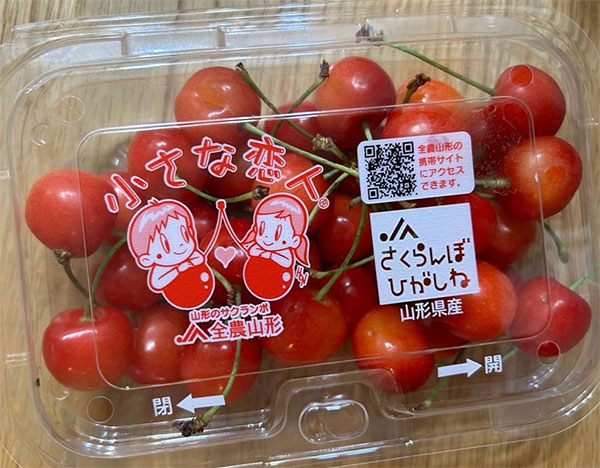 小さな恋人®
全農山形の
携帯サイト
にアクセス
できます。
JA
さくらんぼ
ひがしね
山形県産
山形のサクランボ
JA全農山形
閉
開